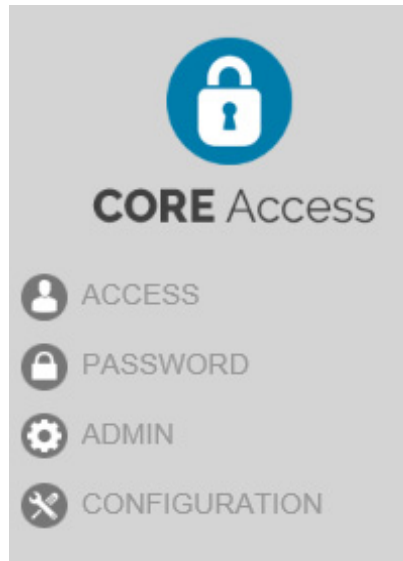 CORE Access
ACCESS
PASSWORD
ADMIN
CONFIGURATION